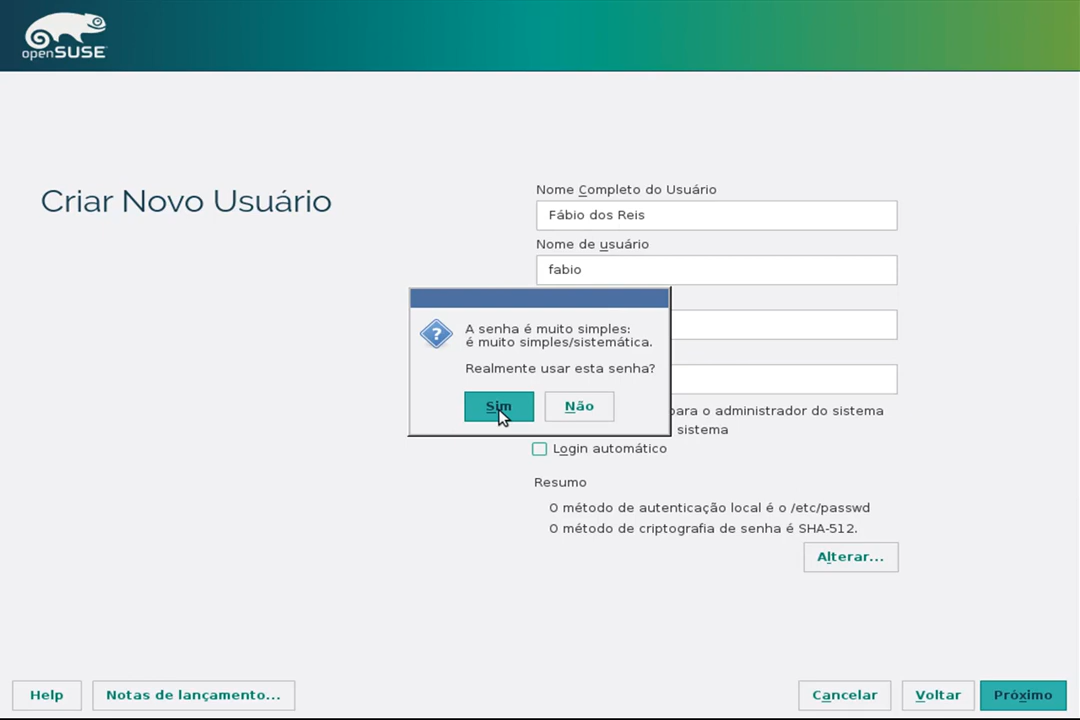 openSUSE
Criar Novo Usuário
Nome Completo do Usuário
Fábio dos Reis
Nome de usuário
fabio
A senha é muito simples:
é muito simples/sistemática.
Realmente usar esta senha?
Sim
Não
para o administrador do sistema
sistema
Login automático
Resumo
O método de autenticação local é o /etc/passwd
O método de criptografia de senha é SHA-512.
Alterar...
Help
Notas de lançamento...
Cancelar
Voltar
Próximo